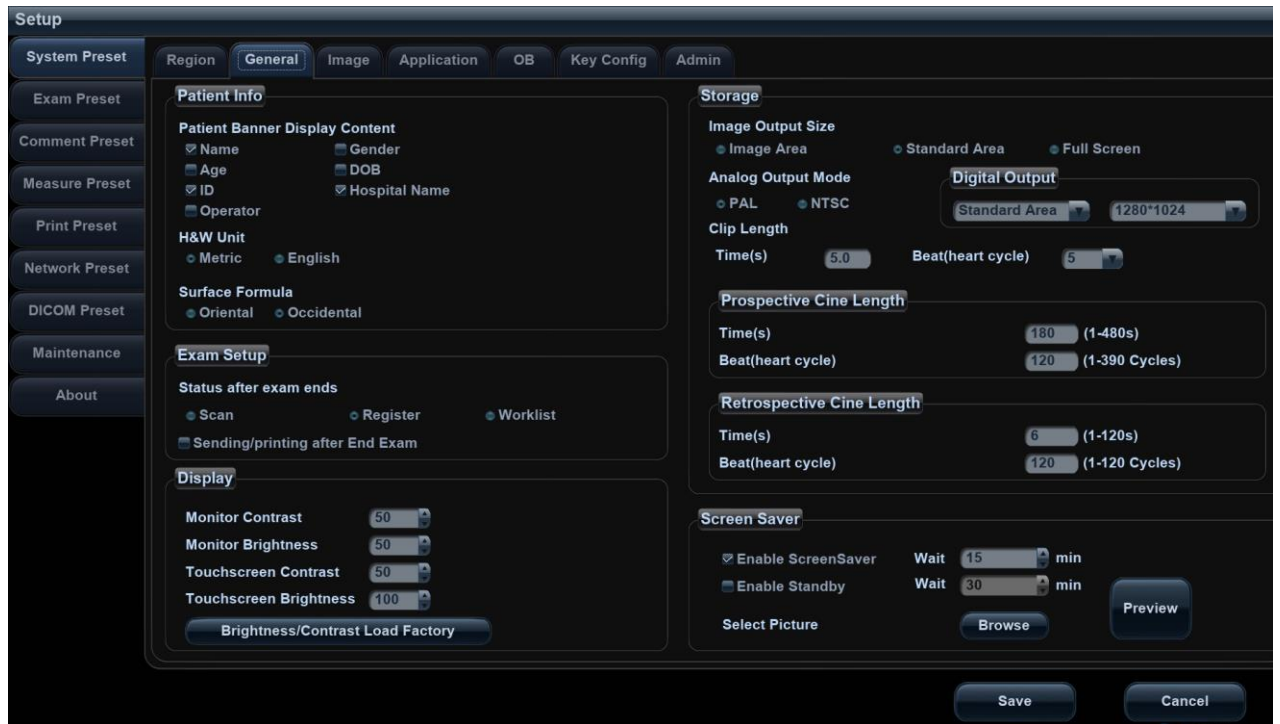 Setup
System Preset
Exam Preset
Comment Preset
Measure Preset
Print Preset
Network Preset
DICOM Preset
Maintenance
About
Region General Image Application OB Key Config Admin
Patient Info
Patient Banner Display Content
Name Gender
Age DOB
ID Hospital Name
Operator
H&W Unit
Metric English
Surface Formula
Oriental Occidental
Exam Setup
Status after exam ends
Scan Register Worklist
Sending/printing after End Exam
Display
Monitor Contrast 50
Monitor Brightness 50
Touchscreen Contrast 50
Touchscreen Brightness 100
Brightness/Contrast Load Factory
Storage
Image Output Size
Image Area Standard Area Full Screen
Analog Output Mode
PAL NTSC
Digital Output
Standard Area 1280*1024
Clip Length
Time(s) 5.0 Beat(heart cycle) 5
Prospective Cine Length
Time(s) 180 (1-480s)
Beat(heart cycle) 120 (1-390 Cycles)
Retrospective Cine Length
Time(s) 6 (1-120s)
Beat(heart cycle) 120 (1-120 Cycles)
Screen Saver
Enable ScreenSaver Wait 15 min
Enable Standby Wait 30 min
Select Picture Browse
Preview
Save Cancel